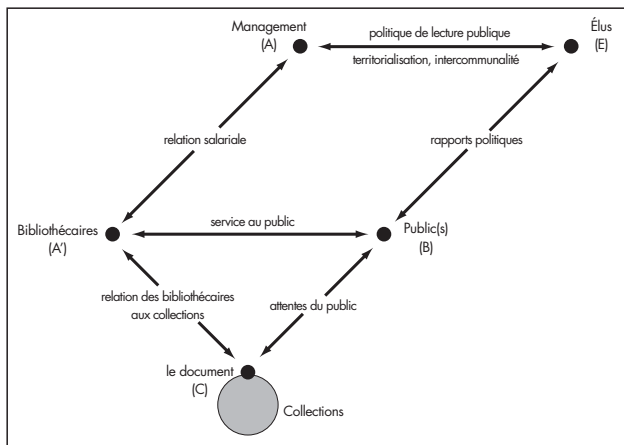 Management
(A)
politique de lecture publique
territorialisation, intercommunalité
Élus
(E)
relation salariale
rapports politiques
Bibliothécaires
(A’)
service au public
Public(s)
(B)
relation des bibliothécaires
aux collections
attentes du public
le document
(C)
Collections